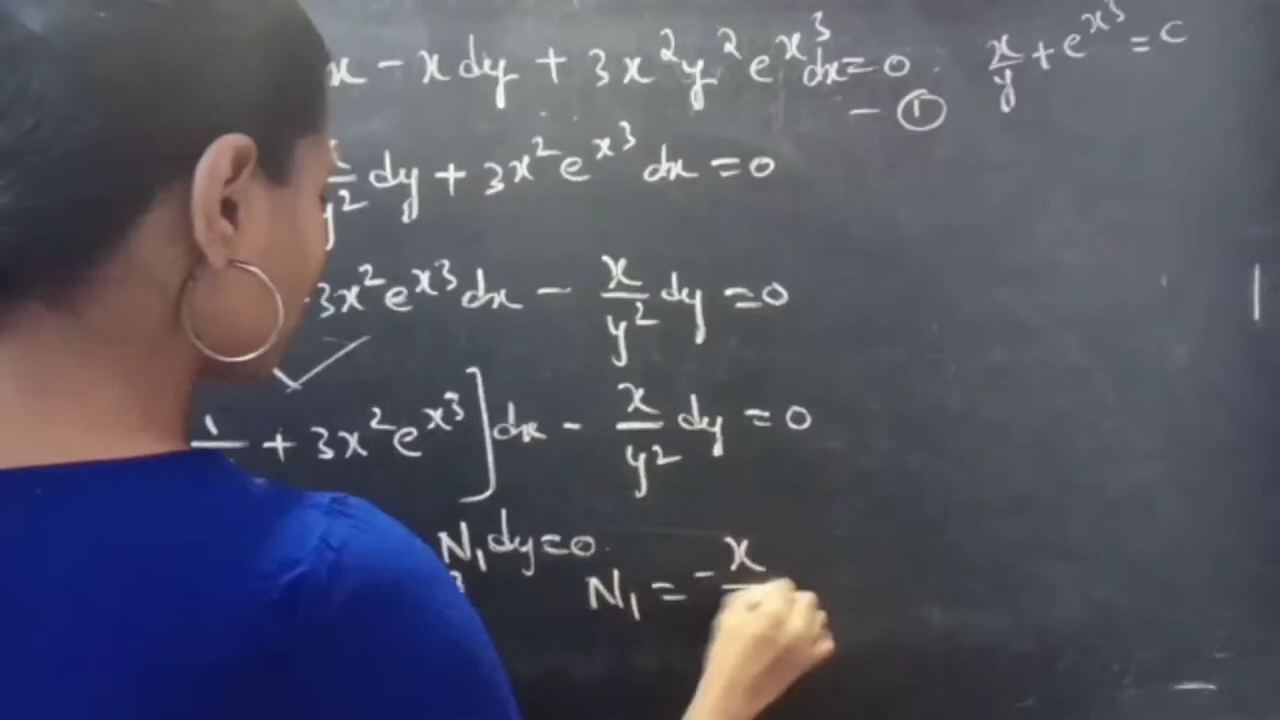 x - x dy + 3x²y²e^{x³}dx = 0   x/y + e^{x³} = c
- ①
x/y² dy + 3x²e^{x³} dx = 0
3x²e^{x³}dx - x/y² dy = 0
1/ + 3x²e^{x³}]dx - x/y² dy = 0
N₁dy = 0.
N₁ = -x/